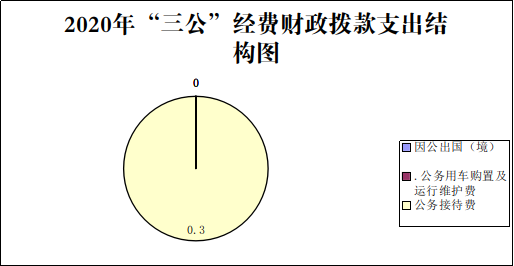 2020年“三公”经费财政拨款支出结
构图
0
0.3
因公出国（境）
.公务用车购置及
运行维护费
公务接待费